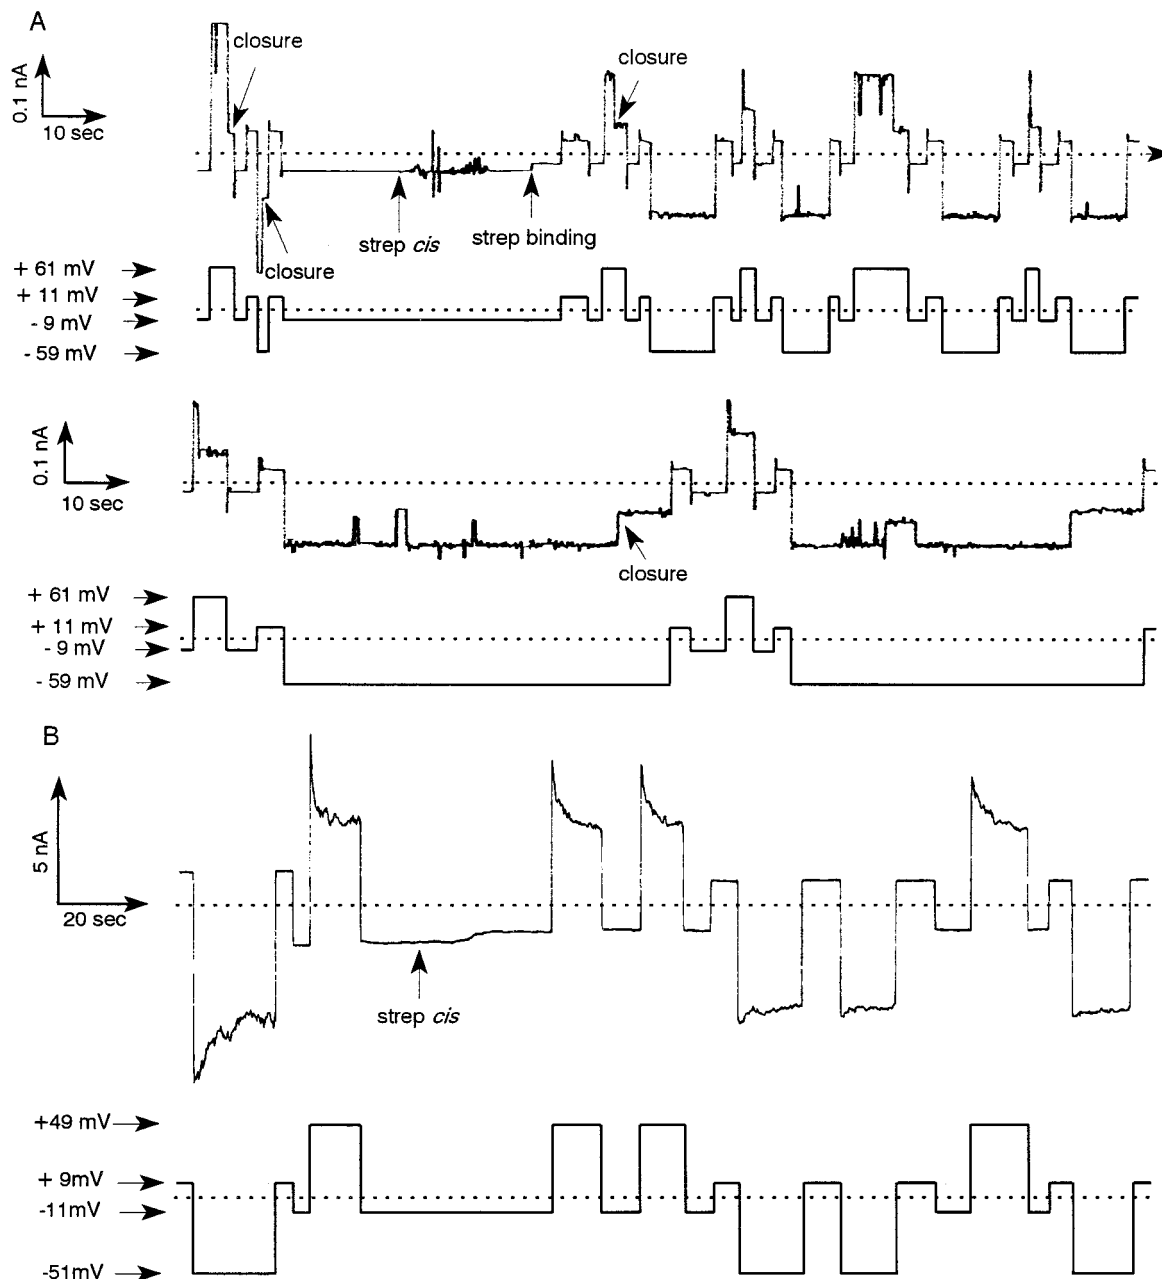 A
closure
closure
0.1 nA
10 sec
strep cis
strep binding
closure
+ 61 mV
+ 11 mV
- 9 mV
- 59 mV
0.1 nA
10 sec
closure
+ 61 mV
+ 11 mV
- 9 mV
- 59 mV
B
5 nA
20 sec
strep cis
+49 mV
+ 9mV
-11mV
-51mV